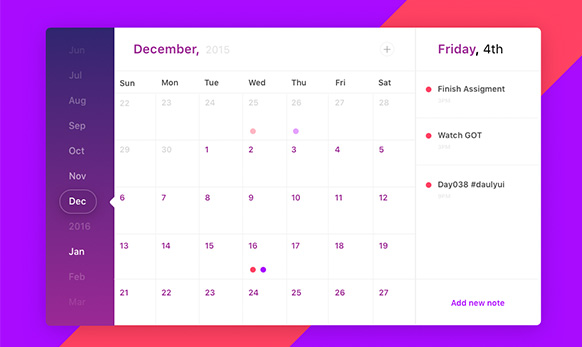 Jun
Jul
Aug
Sep
Oct
Nov
Dec
2016
Jan
Feb
Mar
December, 2015
+
Sun Mon Tue Wed Thu Fri Sat
22 23 24 25 26 27 28
29 30 1 2 3 4 5
6 7 8 9 10 11 12
13 14 15 16 17 18 19
21 22 23 24 25 26 27
Friday, 4th
Finish Assigment
Watch GOT
Day038 #daulyui
Add new note